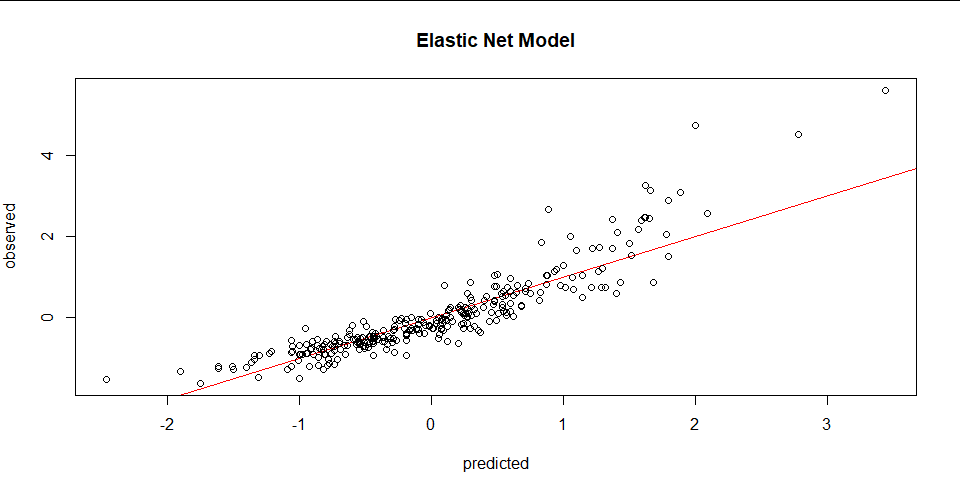 Elastic Net Model
observed
4
2
0
-2 -1 0 1 2 3
predicted